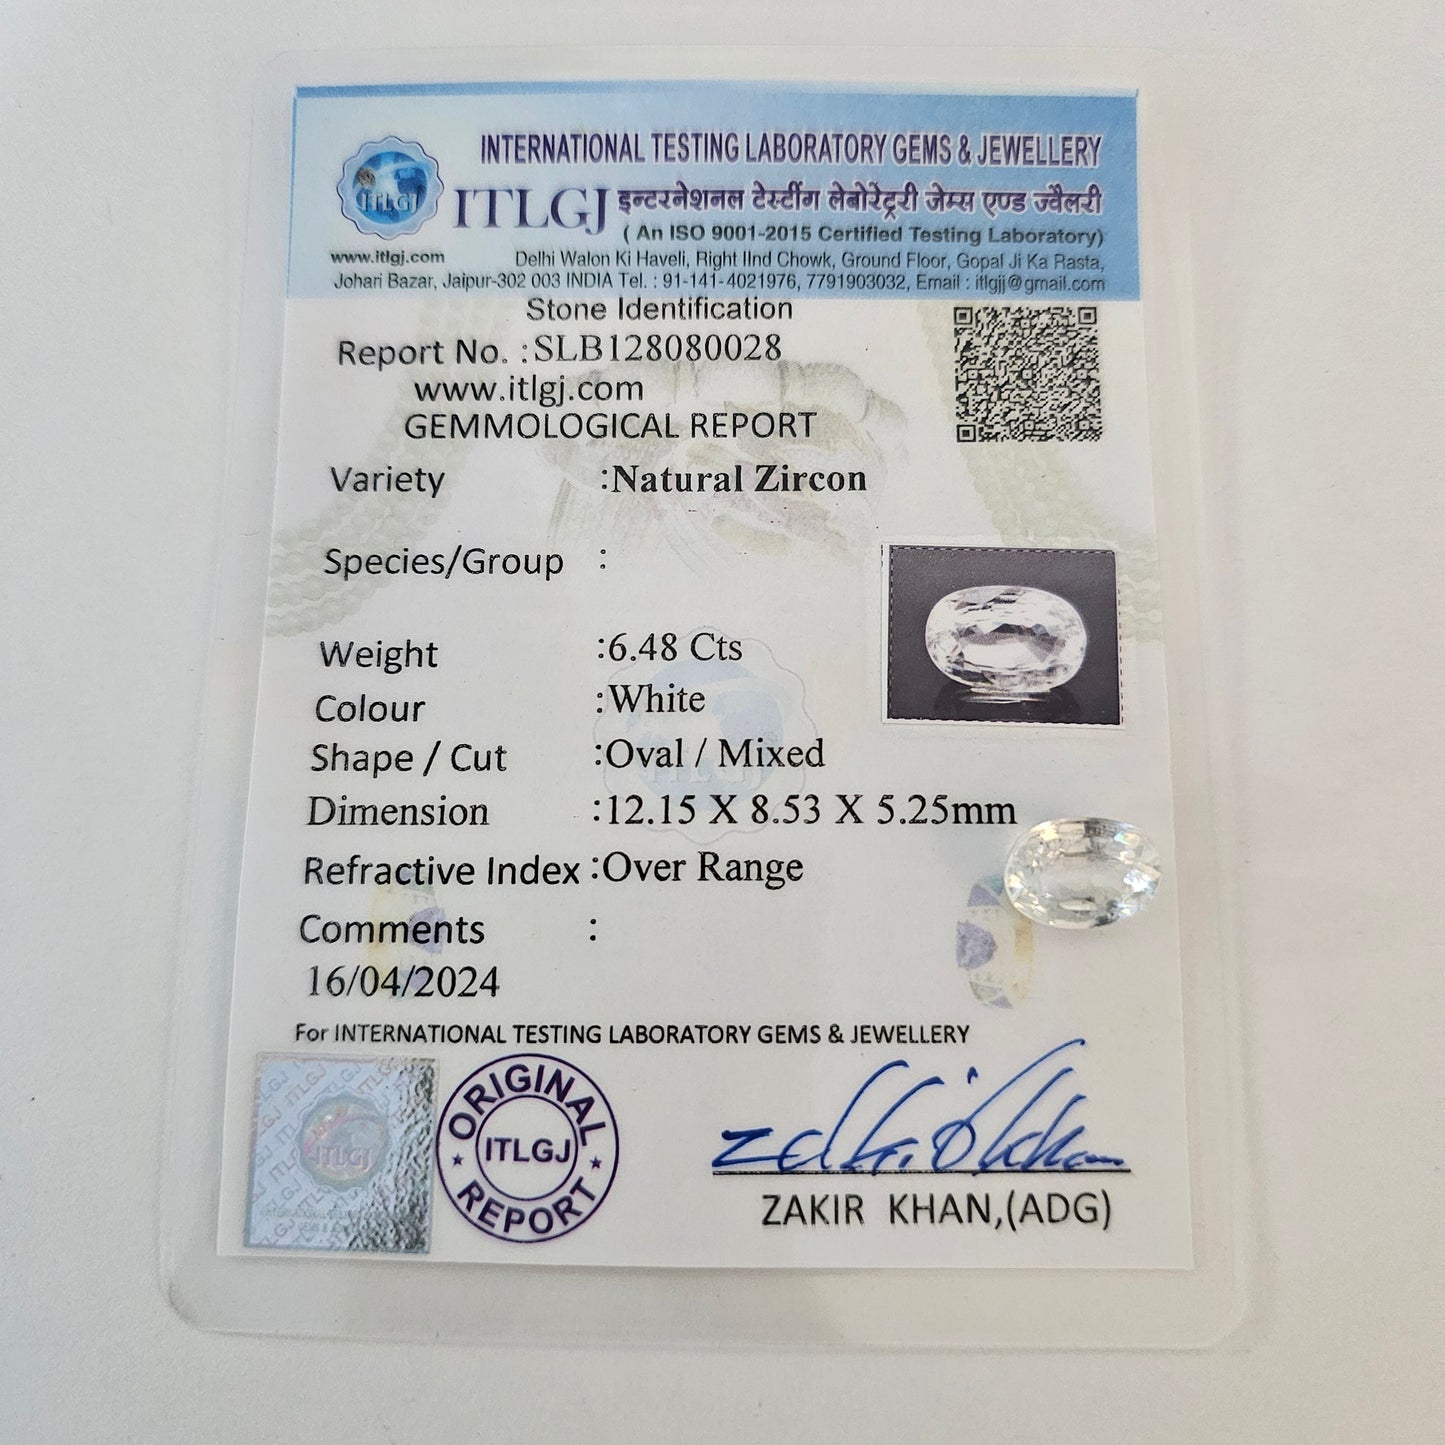 INTERNATIONAL TESTING LABORATORY GEMS & JEWELLERY
ITLGJ
ITLGJ इन्टरनेशनल टेस्टींग लेबोरेट्ररी जेम्स एण्ड ज्वैलरी
( An ISO 9001-2015 Certified Testing Laboratory)
www.itlgj.com Delhi Walon Ki Haveli, Right IInd Chowk, Ground Floor, Gopal Ji Ka Rasta,
Johari Bazar, Jaipur-302 003 INDIA Tel. : 91-141-4021976, 7791903032, Email : itlgjj@gmail.com
Stone Identification
Report No. :SLB128080028
www.itlgj.com
GEMMOLOGICAL REPORT
Variety :Natural Zircon
Species/Group :
Weight :6.48 Cts
Colour :White
Shape / Cut :Oval / Mixed
Dimension :12.15 X 8.53 X 5.25mm
Refractive Index :Over Range
Comments :
16/04/2024
For INTERNATIONAL TESTING LABORATORY GEMS & JEWELLERY
ITLGJ
ORIGINAL
ITLGJ
REPORT
ZAKIR KHAN,(ADG)